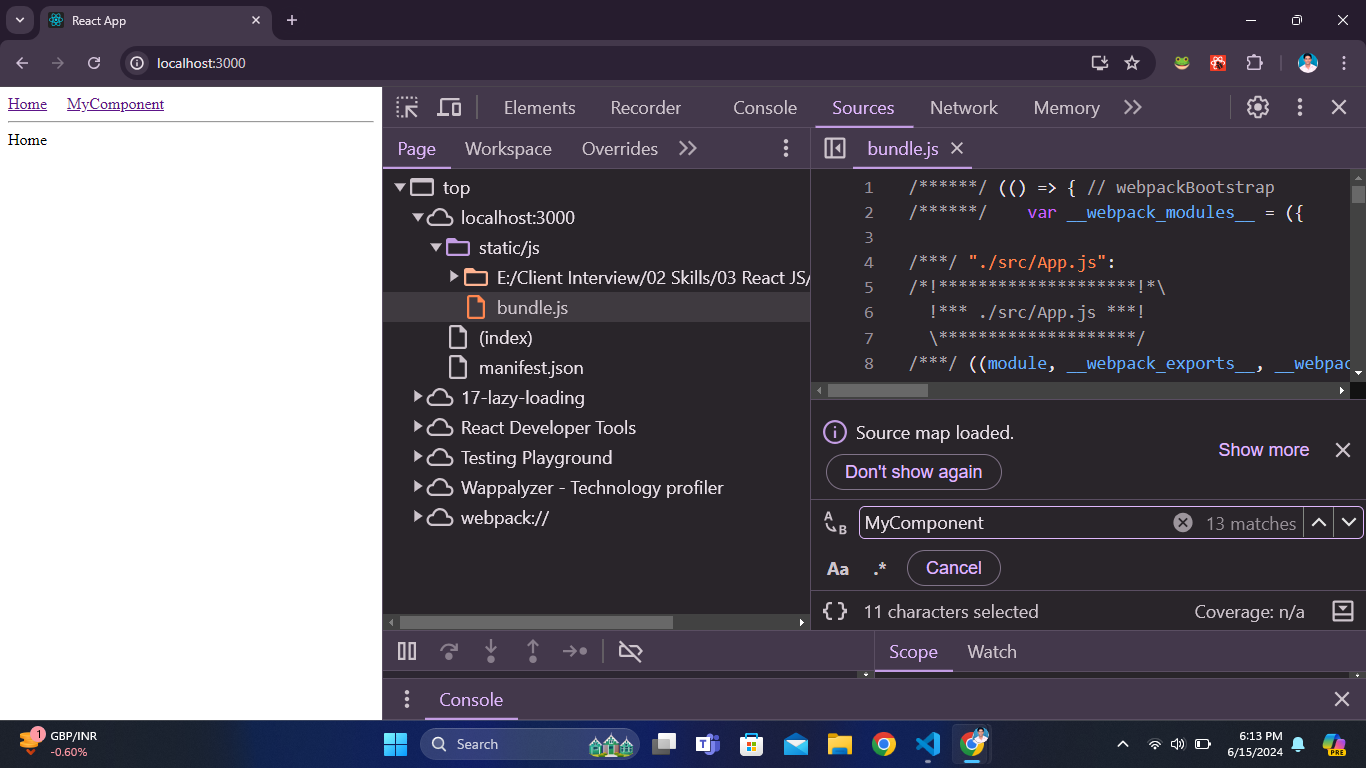 React App
localhost:3000
Home MyComponent
Home
Elements Recorder Console Sources Network Memory
Page Workspace Overrides
top
localhost:3000
static/js
E:/Client Interview/02 Skills/03 React JS/
bundle.js
(index)
manifest.json
17-lazy-loading
React Developer Tools
Testing Playground
Wappalyzer - Technology profiler
webpack://
bundle.js
1 /******/ (() => { // webpackBootstrap
2 /******/ var __webpack_modules__ = ({
3
4 /***/ "./src/App.js":
5 /*!********************!*\
6 !*** ./src/App.js ***!
7 \********************/
8 /***/ ((module, __webpack_exports__, __webpac
Source map loaded.
Don't show again
Show more
A B
MyComponent 13 matches
Aa .* Cancel
{} 11 characters selected Coverage: n/a
Scope Watch
Console
1 GBP/INR
-0.60%
Search
6:13 PM
6/15/2024
PRE